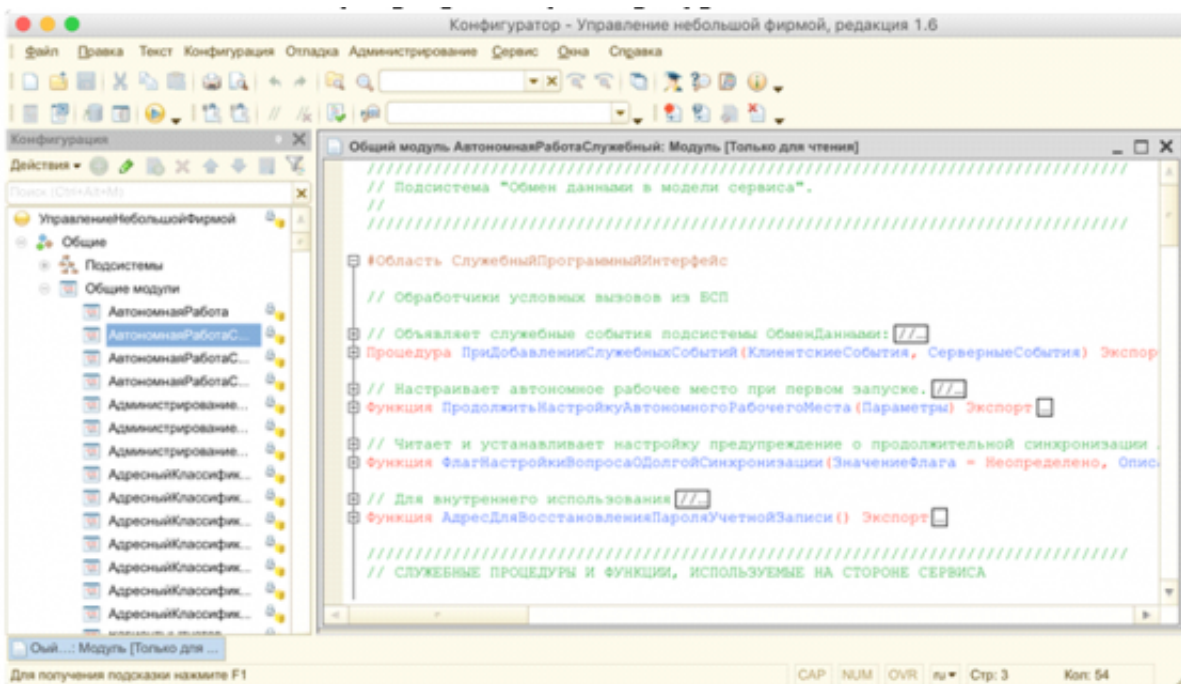 Конфигуратор - Управление небольшой фирмой, редакция 1.6
Файл Правка Текст Конфигурация Отладка Администрирование Сервис Окна Справка
Конфигурация
Действия
Поиск (Ctrl+Alt+M)
УправлениеНебольшойФирмой
Общие
Подсистемы
Общие модули
АвтономнаяРабота
АвтономнаяРаботаС...
АвтономнаяРаботаС...
АвтономнаяРаботаС...
Администрирование...
Администрирование...
Администрирование...
АдресныйКлассифик...
АдресныйКлассифик...
АдресныйКлассифик...
АдресныйКлассифик...
АдресныйКлассифик...
АдресныйКлассифик...
АдресныйКлассифик...
Общий модуль АвтономнаяРаботаСлужебный: Модуль [Только для чтения]
////////////////////////////////////////////////////////////////////////////////
// Подсистема "Обмен данными в модели сервиса".
//
////////////////////////////////////////////////////////////////////////////////
#Область СлужебныйПрограммныйИнтерфейс
// Обработчики условных вызовов из БСП
// Объявляет служебные события подсистемы ОбменДанными: //...
Процедура ПриДобавленииСлужебныхСобытий(КлиентскиеСобытия, СерверныеСобытия) Экспор
// Настраивает автономное рабочее место при первом запуске. //...
Функция ПродолжитьНастройкуАвтономногоРабочегоМеста(Параметры) Экспорт ...
// Читает и устанавливает настройку предупреждение о продолжительной синхронизации
Функция ФлагНастройкиВопросаОДолгойСинхронизации(ЗначениеФлага = Неопределено, Опис
// Для внутреннего использования //...
Функция АдресДляВосстановленияПароляУчетнойЗаписи() Экспорт ...
////////////////////////////////////////////////////////////////////////////////
// СЛУЖЕБНЫЕ ПРОЦЕДУРЫ И ФУНКЦИИ, ИСПОЛЬЗУЕМЫЕ НА СТОРОНЕ СЕРВИСА
Оый...: Модуль [Только для ...
Для получения подсказки нажмите F1
CAP NUM OVR ru Стр: 3 Кол: 54